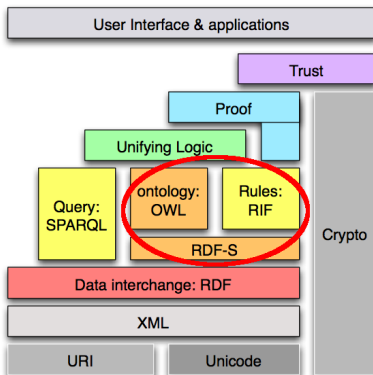 User Interface & applications
Trust
Proof
Unifying Logic
Query:
SPARQL
ontology:
OWL
Rules:
RIF
RDF-S
Crypto
Data interchange: RDF
XML
URI
Unicode